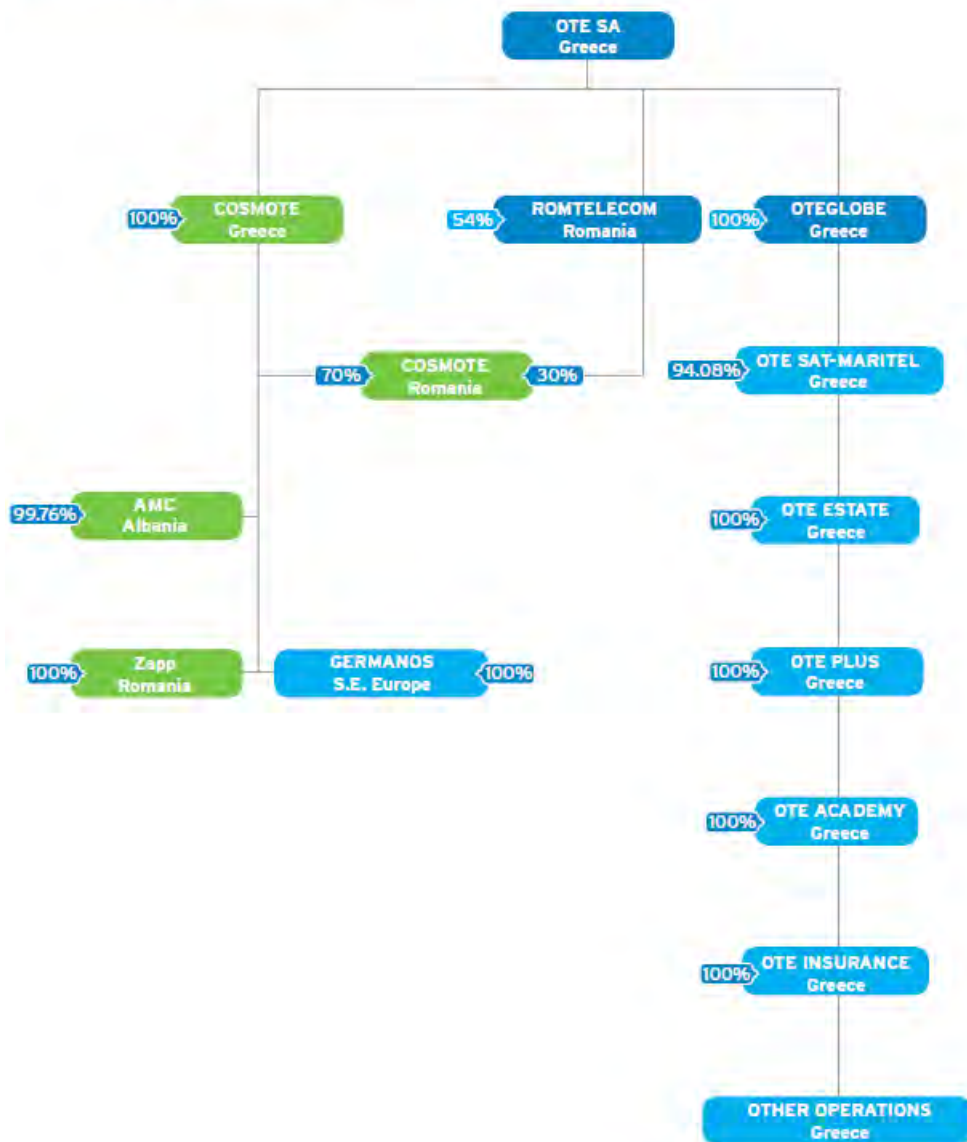 OTE SA
Greece
100%
COSMOTE
Greece
54%
ROMTELECOM
Romania
100%
OTEGLOBE
Greece
70%
COSMOTE
Romania
30%
94.08%
OTE SAT-MARITEL
Greece
99.76%
AMC
Albania
100%
OTE ESTATE
Greece
100%
Zapp
Romania
GERMANOS
S.E. Europe
100%
100%
OTE PLUS
Greece
100%
OTE ACADEMY
Greece
100%
OTE INSURANCE
Greece
OTHER OPERATIONS
Greece